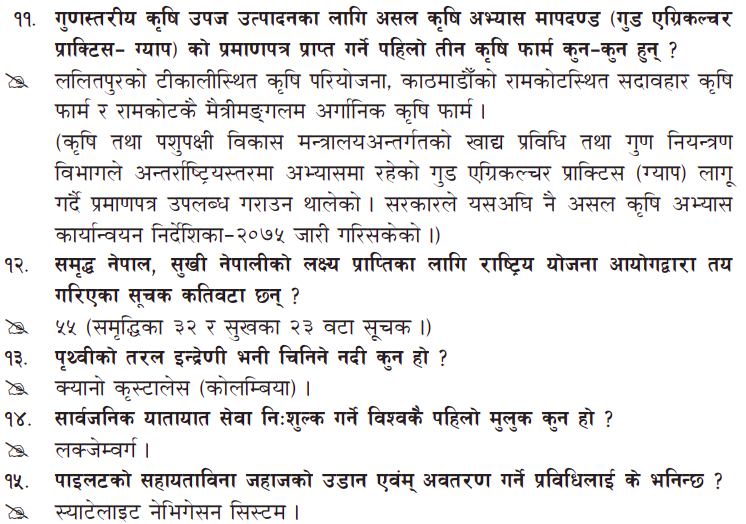 ११. गुणस्तरीय कृषि उपज उत्पादनका लागि असल कृषि अभ्यास मापदण्ड (गुड एग्रिकल्चर
प्राक्टिस- ग्याप) को प्रमाणपत्र प्राप्त गर्ने पहिलो तीन कृषि फार्म कुन-कुन हुन् ?
ललितपुरको टीकालीस्थित कृषि परियोजना, काठमाडौँको रामकोटस्थित सदावहार कृषि
फार्म र रामकोटकै मैत्रीमङ्गलम अर्गानिक कृषि फार्म ।
(कृषि तथा पशुपक्षी विकास मन्त्रालयअन्तर्गतको खाद्य प्रविधि तथा गुण नियन्त्रण
विभागले अन्तर्राष्ट्रियस्तरमा अभ्यासमा रहेको गुड एग्रिकल्चर प्राक्टिस (ग्याप) लागू
गर्दै प्रमाणपत्र उपलब्ध गराउन थालेको । सरकारले यसअघि नै असल कृषि अभ्यास
कार्यान्वयन निर्देशिका-२०७५ जारी गरिसकेको ।)
१२. समृद्ध नेपाल, सुखी नेपालीको लक्ष्य प्राप्तिका लागि राष्ट्रिय योजना आयोगद्वारा तय
गरिएका सूचक कतिवटा छन् ?
५५ (समृद्धिका ३२ र सुखका २३ वटा सूचक ।)
१३. पृथ्वीको तरल इन्द्रेणी भनी चिनिने नदी कुन हो ?
क्यानो कृस्टालेस (कोलम्बिया) ।
१४. सार्वजनिक यातायात सेवा निःशुल्क गर्ने विश्वकै पहिलो मुलुक कुन हो ?
लक्जेम्वर्ग ।
१५. पाइलटको सहायताविना जहाजको उडान एवंम् अवतरण गर्ने प्रविधिलाई के भनिन्छ ?
स्याटेलाइट नेभिगेसन सिस्टम ।